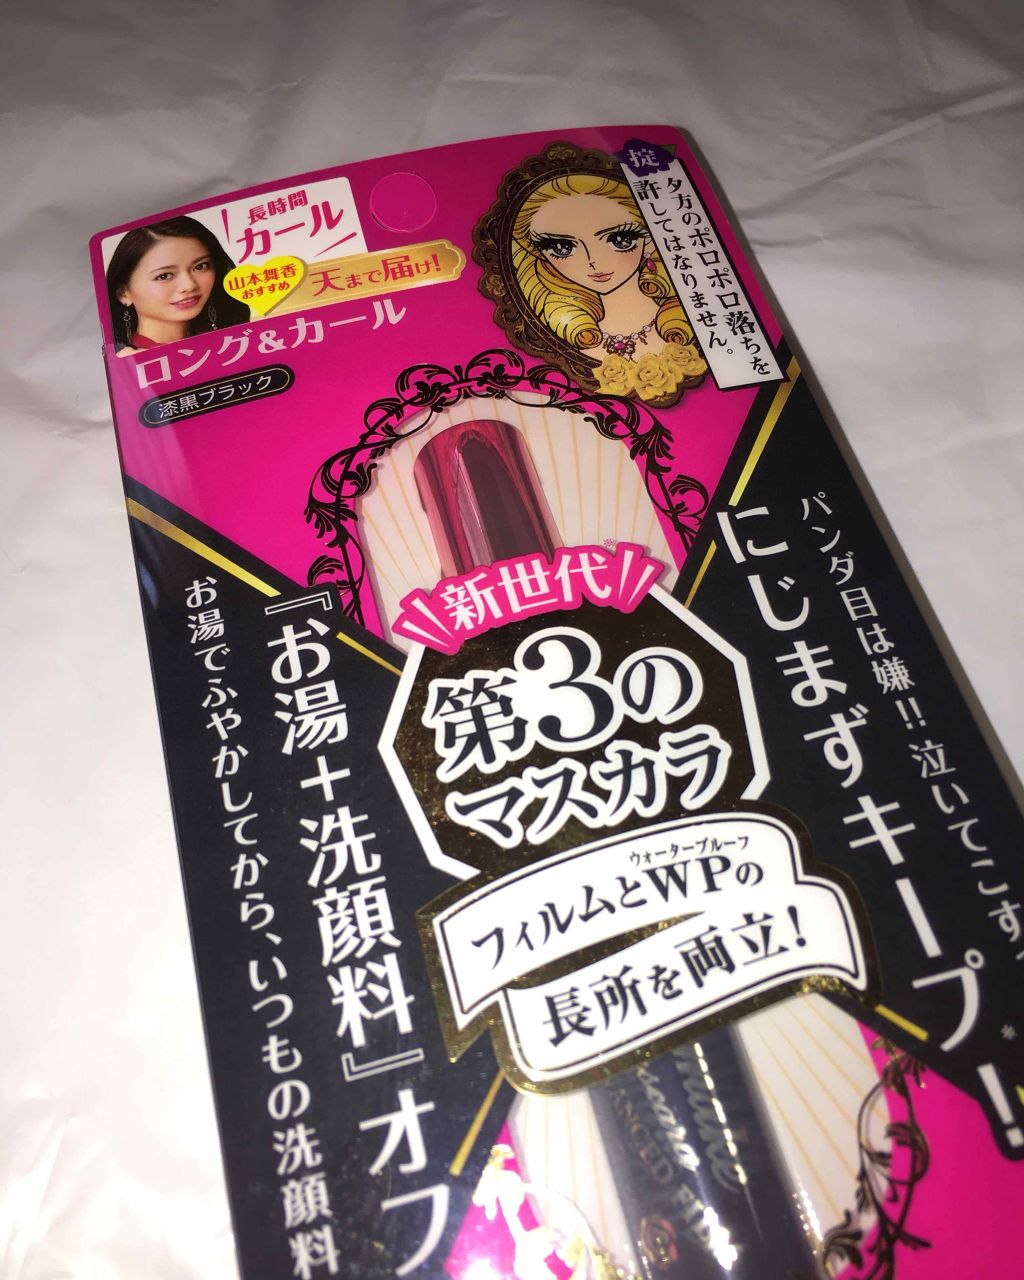 長時間
カール
山本舞香
おすすめ
天まで届け!
ロング&カール
漆黒ブラック
掟
夕方のポロポロ落ちを
許してはなりません。
パンダ目は嫌!!泣いてこす
にじまずキープ!
※
新世代
※
第3の
マスカラ
ウォータープルーフ
フィルムとWPの
長所を両立!
『お湯+洗顔料』オフ
お湯でふやかしてから、いつもの洗顔料